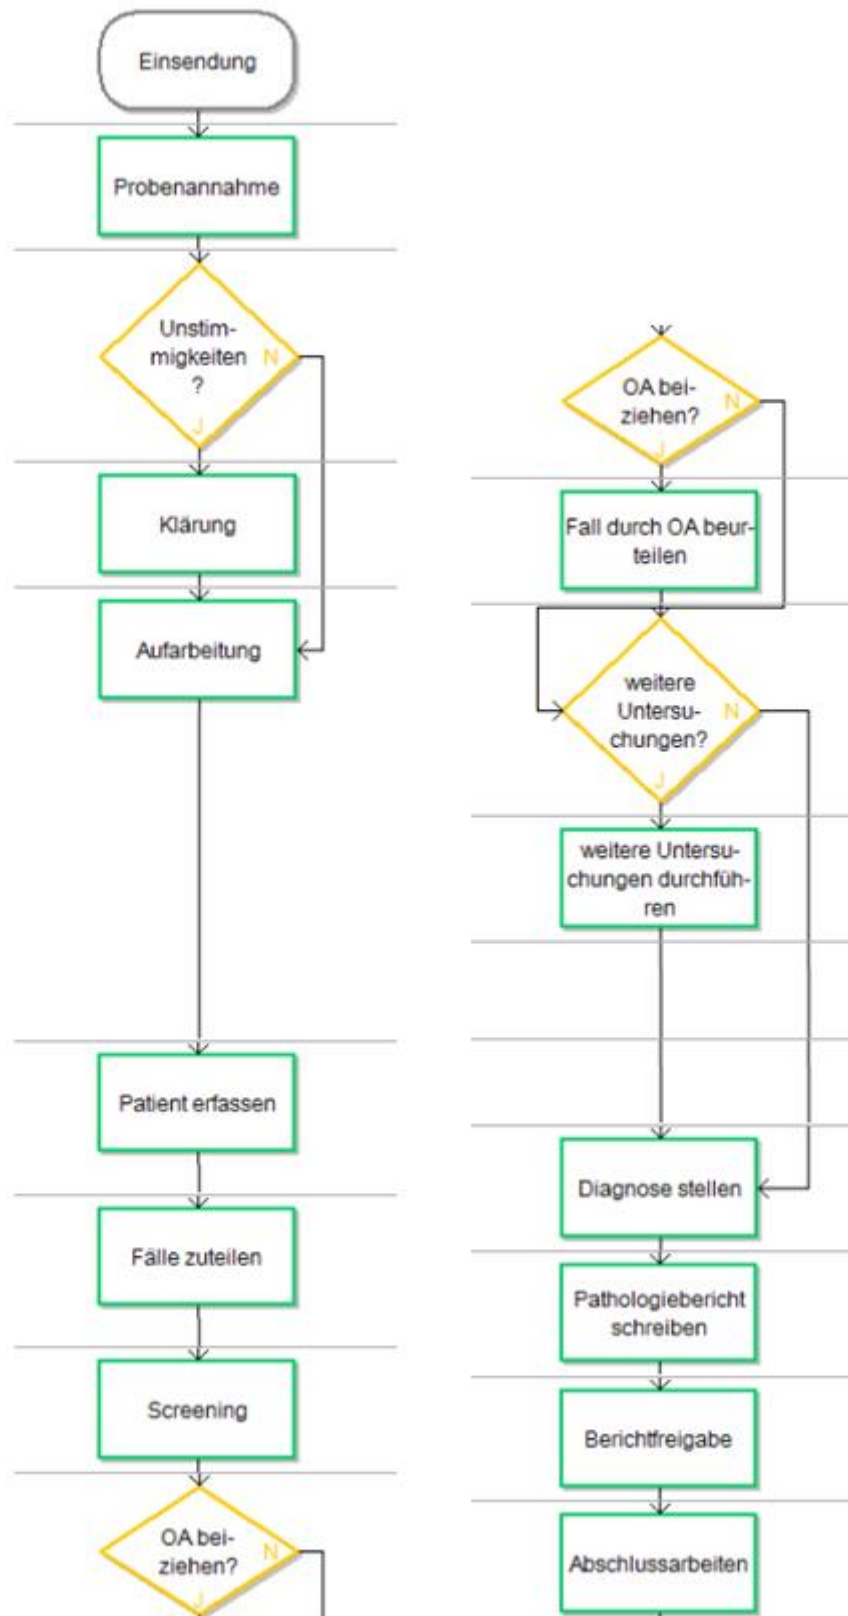 Einsendung
Probenannahme
Unstim-
migkeiten
?
N
J
Klärung
Aufarbeitung
Patient erfassen
Fälle zuteilen
Screening
OA bei-
ziehen?
N
J
OA bei-
ziehen?
N
J
Fall durch OA beur-
teilen
weitere
Untersu-
chungen?
N
J
weitere Untersu-
chungen durchfüh-
ren
Diagnose stellen
Pathologiebericht
schreiben
Berichtfreigabe
Abschlussarbeiten